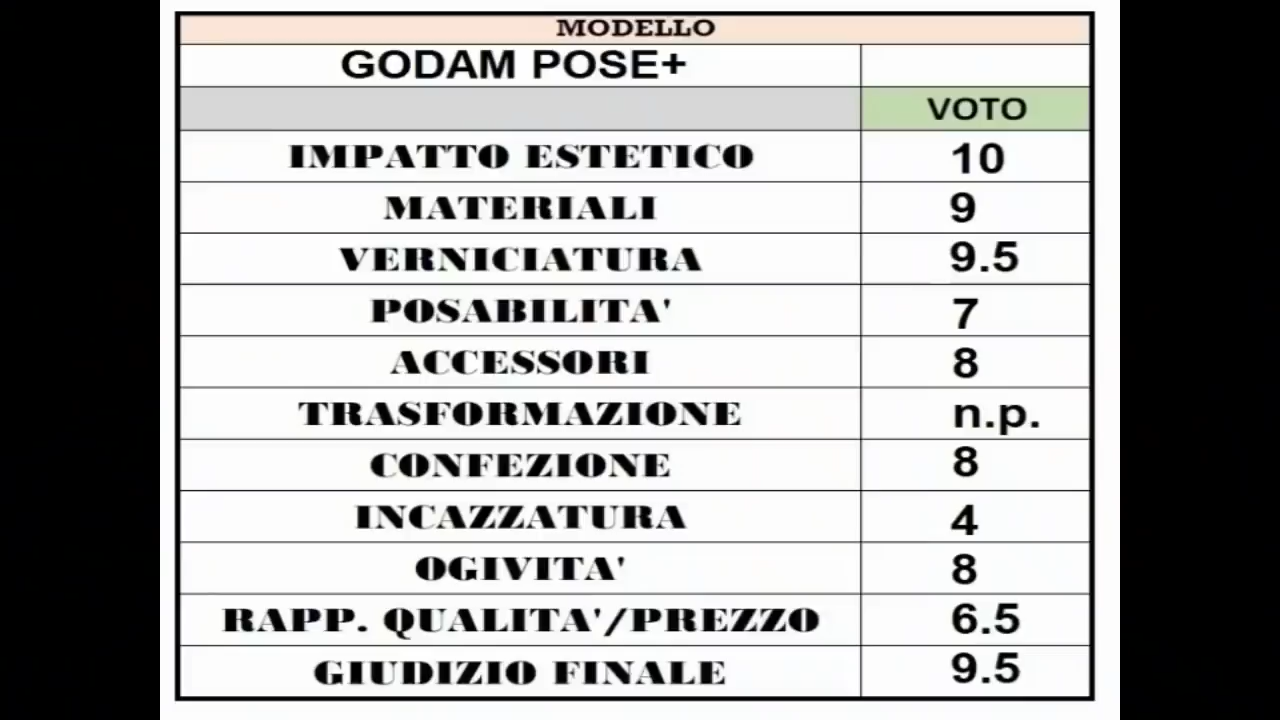 MODELLO
GODAM POSE+
VOTO
IMPATTO ESTETICO 10
MATERIALI 9
VERNICIATURA 9.5
POSABILITA' 7
ACCESSORI 8
TRASFORMAZIONE n.p.
CONFEZIONE 8
INCAZZATURA 4
OGIVITA' 8
RAPP. QUALITA'/PREZZO 6.5
GIUDIZIO FINALE 9.5